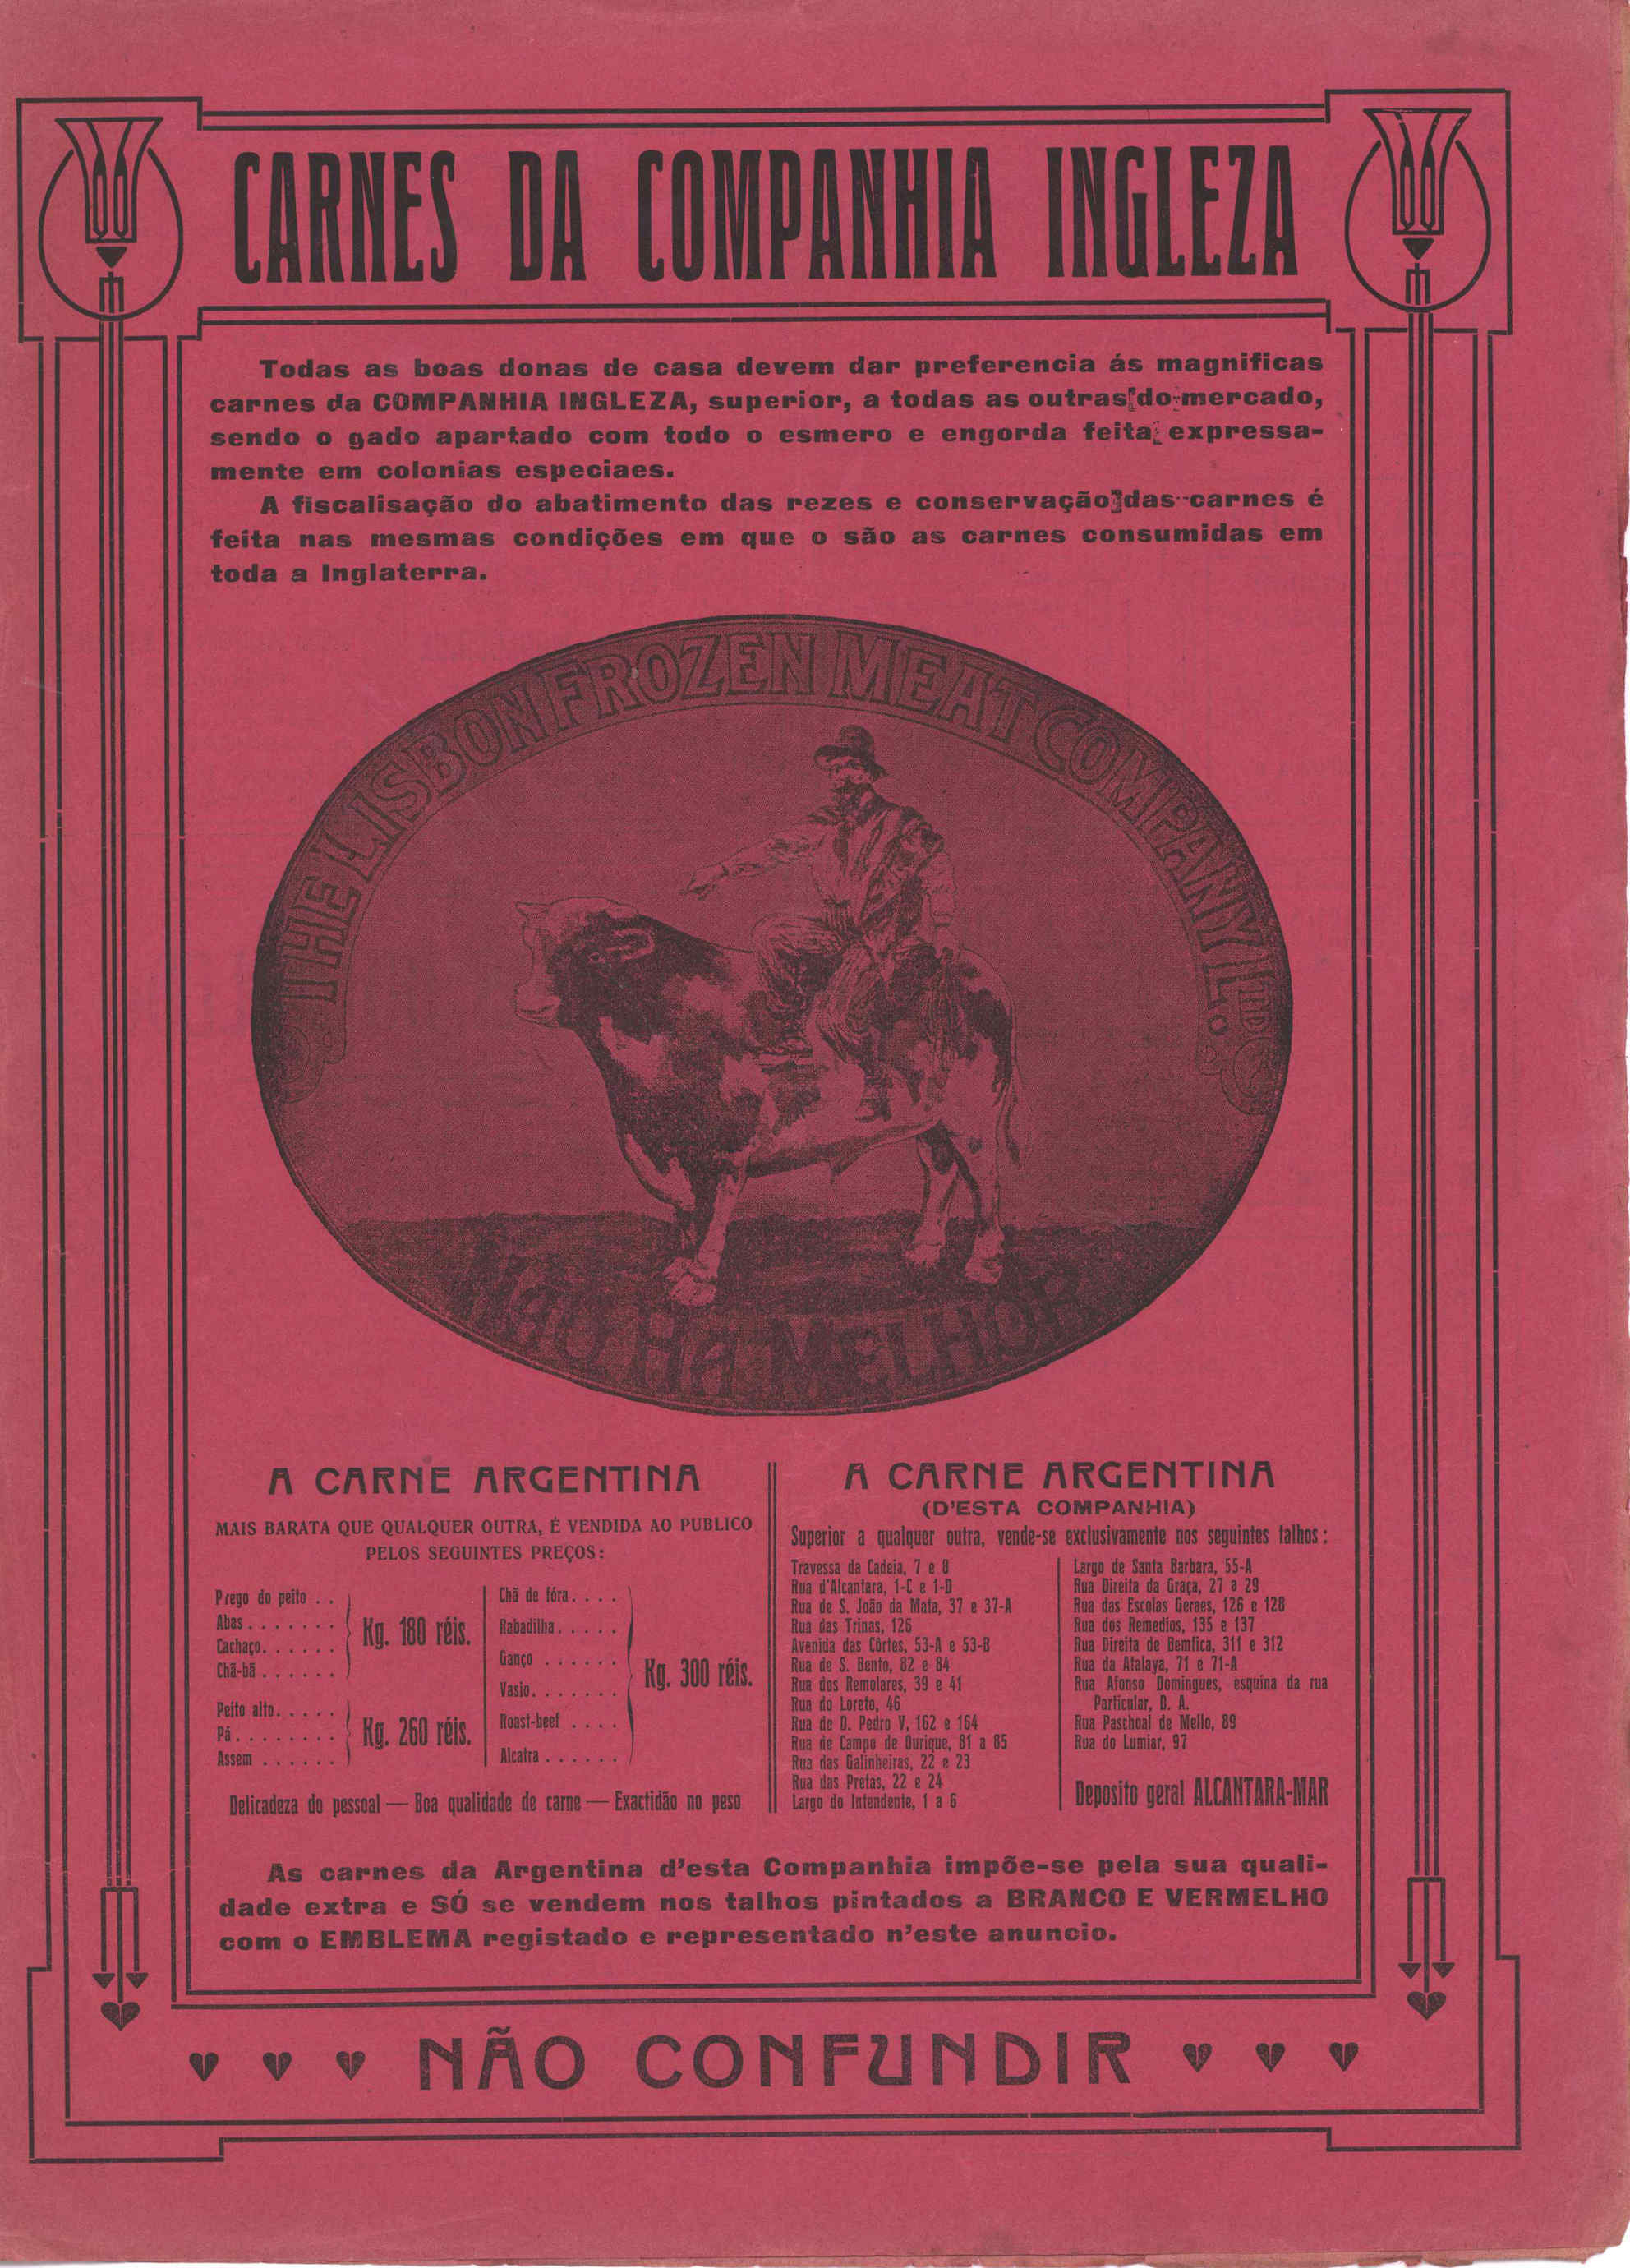 CARNES DA COMPANHIA INGLEZA
Todas as boas donas de casa devem dar preferencia ás magnificas
carnes da COMPANHIA INGLEZA, superior, a todas as outras do mercado,
sendo o gado apartado com todo o esmero e engorda feita expressa-
mente em colonias especiaes.
A fiscalisação do abatimento das rezes e conservação das carnes é
feita nas mesmas condições em que o são as carnes consumidas em
toda a Inglaterra.
THE LISBON FROZEN MEAT COMPANY LTD
NÃO HA MELHOR
A CARNE ARGENTINA
MAIS BARATA QUE QUALQUER OUTRA, É VENDIDA AO PUBLICO
PELOS SEGUINTES PREÇOS:
Prego do peito . .
Abas . . . . . . .
Cachaço . . . . . .
Chã-bã . . . . . .
Kg. 180 réis.
Peito alto . . . . .
Pá . . . . . . . .
Assem . . . . . .
Kg. 260 réis.
Chã de fóra . . . .
Rabadilha . . . . .
Ganço . . . . . .
Vasio . . . . . . .
Roast-beef . . . .
Alcatra . . . . . .
Kg. 300 réis.
Delicadeza do pessoal — Boa qualidade de carne — Exactidão no peso
A CARNE ARGENTINA
(D'ESTA COMPANHIA)
Superior a qualquer outra, vende-se exclusivamente nos seguintes talhos:
Travessa da Cadeia, 7 e 8
Rua d'Alcantara, 1-C e 1-D
Rua de S. João da Mata, 37 e 37-A
Rua das Trinas, 126
Avenida das Côrtes, 53-A e 53-B
Rua de S. Bento, 82 e 84
Rua dos Remolares, 39 e 41
Rua do Loreto, 46
Rua de D. Pedro V, 162 e 164
Rua de Campo de Ourique, 81 a 85
Rua das Galinheiras, 22 e 23
Rua das Pretas, 22 e 24
Largo do Intendente, 1 a 6
Largo de Santa Barbara, 55-A
Rua Direita da Graça, 27 a 29
Rua das Escolas Geraes, 126 e 128
Rua dos Remedios, 135 e 137
Rua Direita de Bemfica, 311 e 312
Rua da Atalaya, 71 e 71-A
Rua Afonso Domingues, esquina da rua
Particular, D. A.
Rua Paschoal de Mello, 89
Rua do Lumiar, 97
Deposito geral ALCANTARA-MAR
As carnes da Argentina d'esta Companhia impõe-se pela sua quali-
dade extra e SÓ se vendem nos talhos pintados a BRANCO E VERMELHO
com o EMBLEMA registado e representado n'este anuncio.
NÃO CONFUNDIR